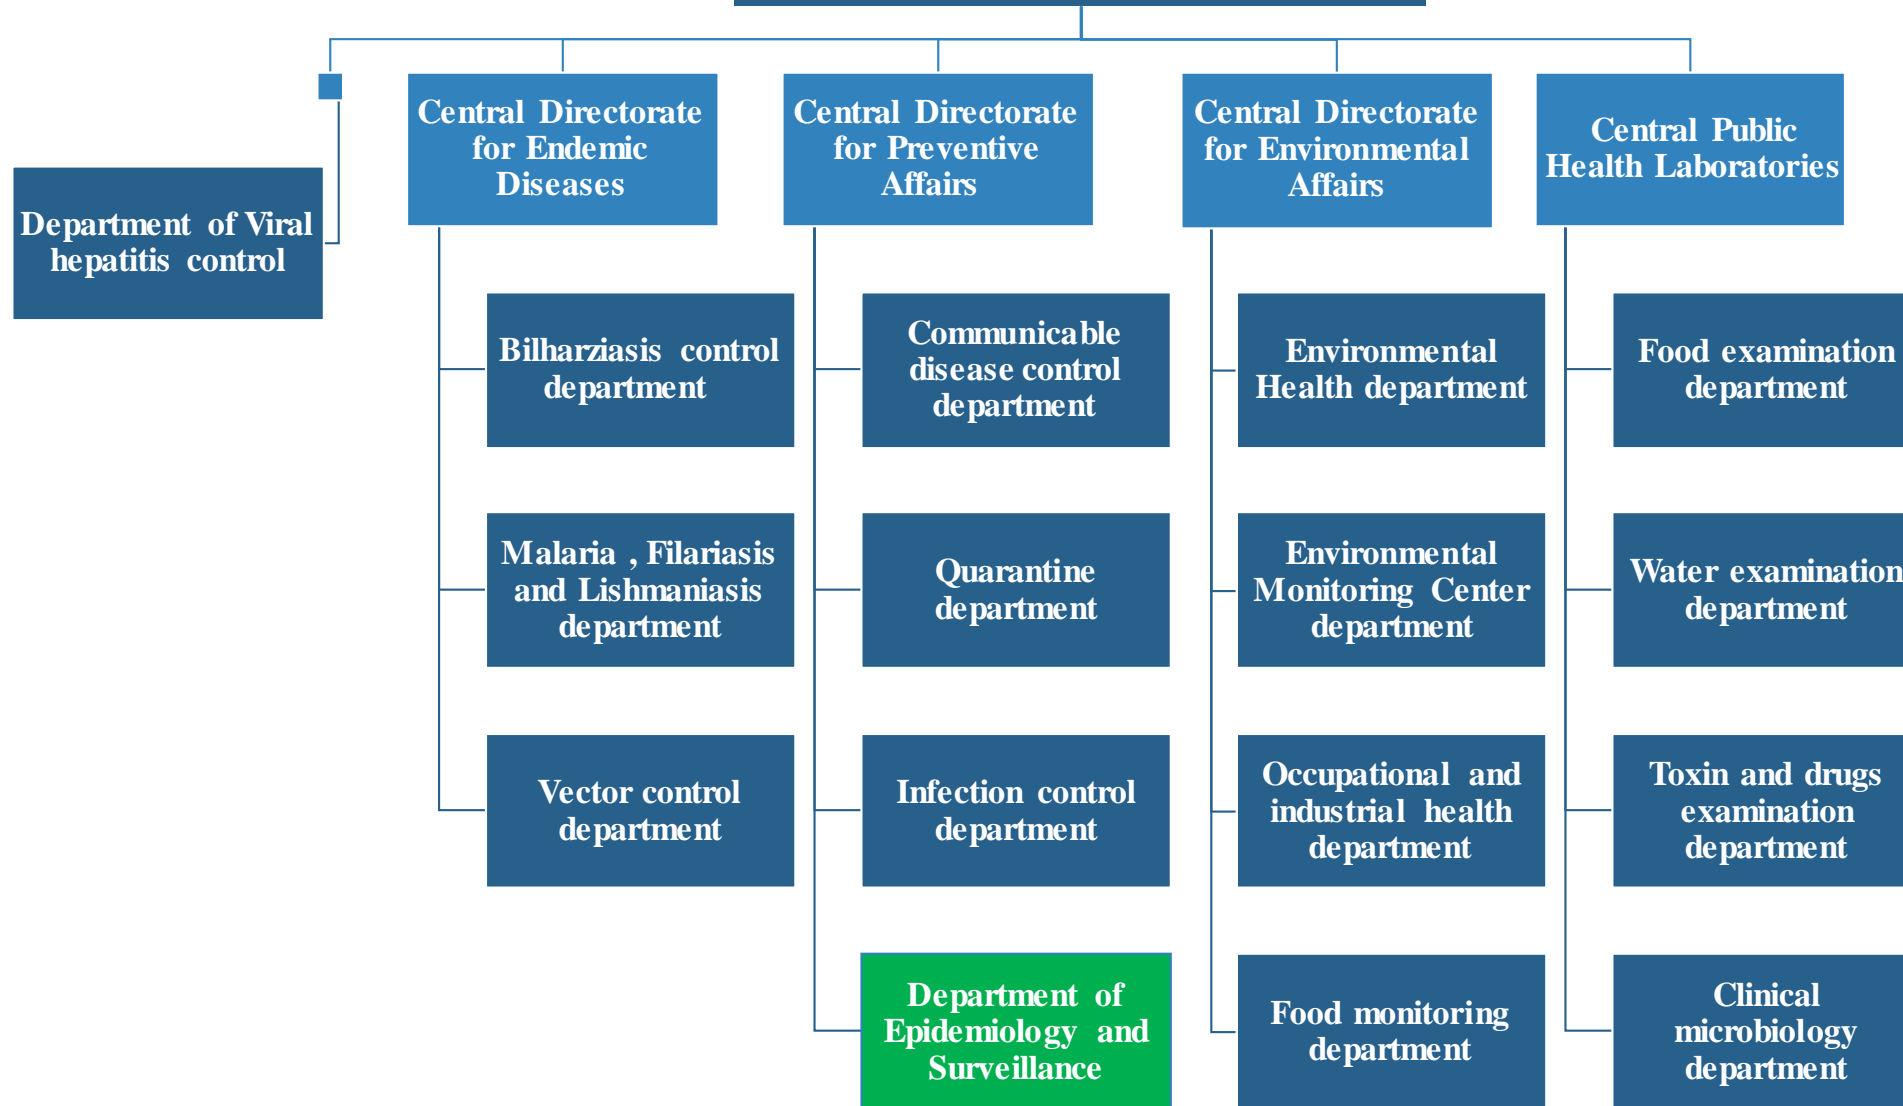 Central Directorate
for Endemic
Diseases
Central Directorate
for Preventive
Affairs
Central Directorate
for Environmental
Affairs
Central Public
Health Laboratories
Department of Viral
hepatitis control
Bilharziasis control
department
Malaria , Filariasis
and Lishmaniasis
department
Vector control
department
Communicable
disease control
department
Quarantine
department
Infection control
department
Department of
Epidemiology and
Surveillance
Environmental
Health department
Environmental
Monitoring Center
department
Occupational and
industrial health
department
Food monitoring
department
Food examination
department
Water examination
department
Toxin and drugs
examination
department
Clinical
microbiology
department